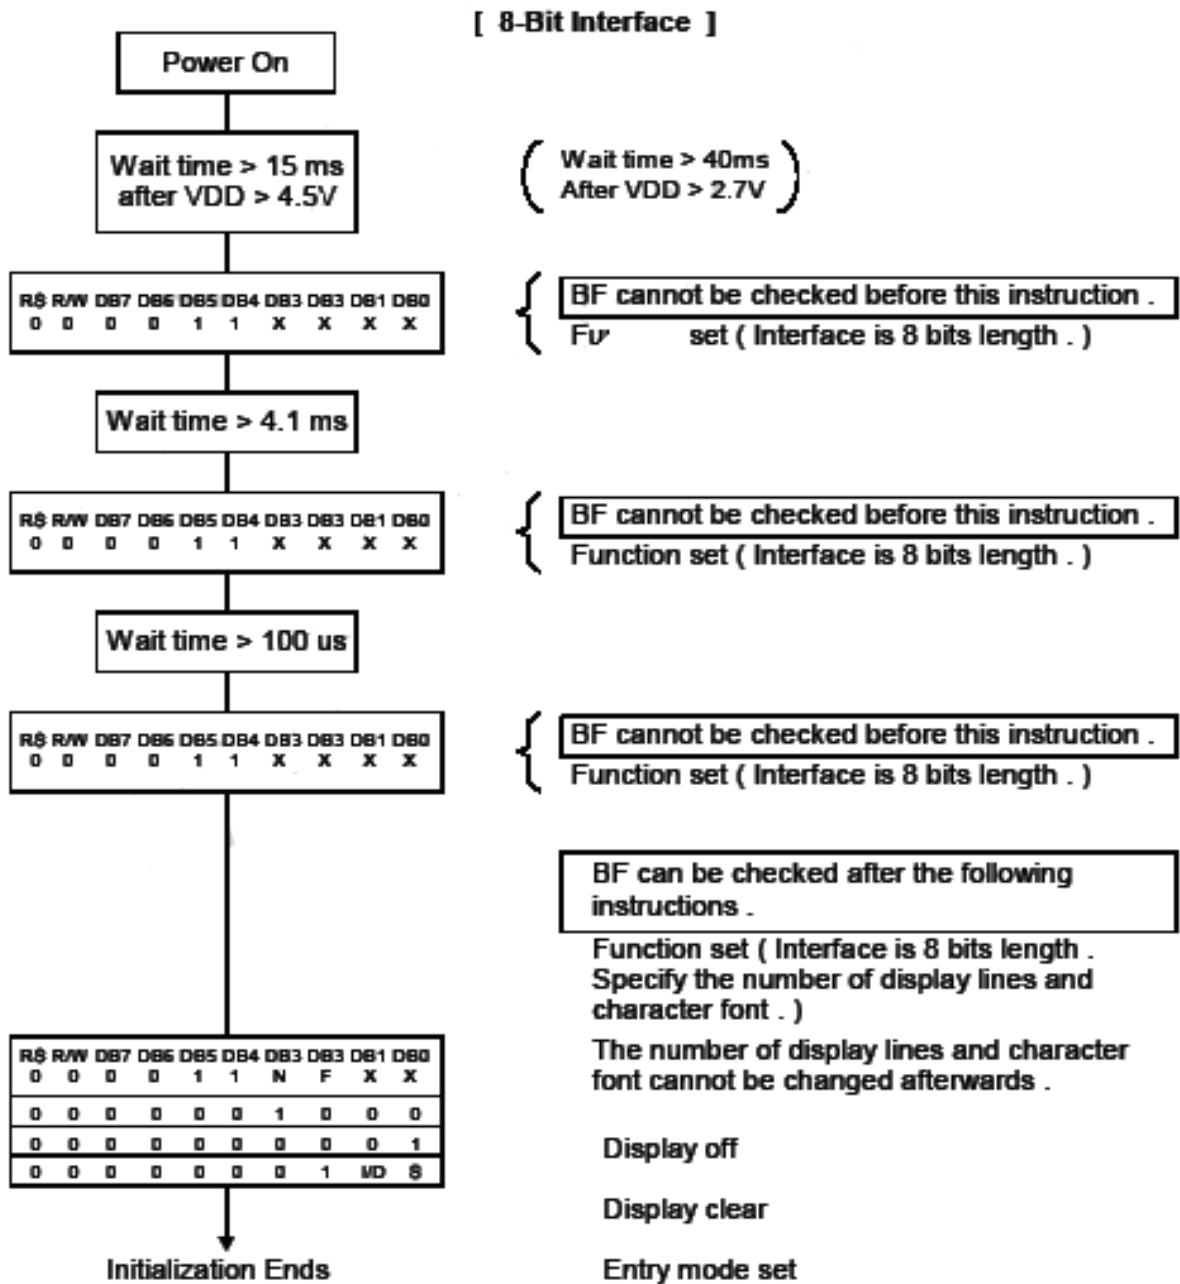 [ 8-Bit Interface ]
Power On
Wait time > 15 ms
after VDD > 4.5V
Wait time > 40ms
After VDD > 2.7V
RS R/W DB7 DB6 DB5 DB4 DB3 DB3 DB1 DB0
0 0 0 0 1 1 X X X X
BF cannot be checked before this instruction .
set ( Interface is 8 bits length . )
Wait time > 4.1 ms
RS R/W DB7 DB6 DB5 DB4 DB3 DB3 DB1 DB0
0 0 0 0 1 1 X X X X
BF cannot be checked before this instruction .
Function set ( Interface is 8 bits length . )
Wait time > 100 us
RS R/W DB7 DB6 DB5 DB4 DB3 DB3 DB1 DB0
0 0 0 0 1 1 X X X X
BF cannot be checked before this instruction .
Function set ( Interface is 8 bits length . )
BF can be checked after the following
instructions .
Function set ( Interface is 8 bits length .
Specify the number of display lines and
character font . )
RS R/W DB7 DB6 DB5 DB4 DB3 DB3 DB1 DB0
0 0 0 0 1 1 N F X X
0 0 0 0 0 0 1 0 0 0
0 0 0 0 0 0 0 0 0 1
0 0 0 0 0 0 0 1 I/D S
The number of display lines and character
font cannot be changed afterwards .
Display off
Display clear
Initialization Ends
Entry mode set